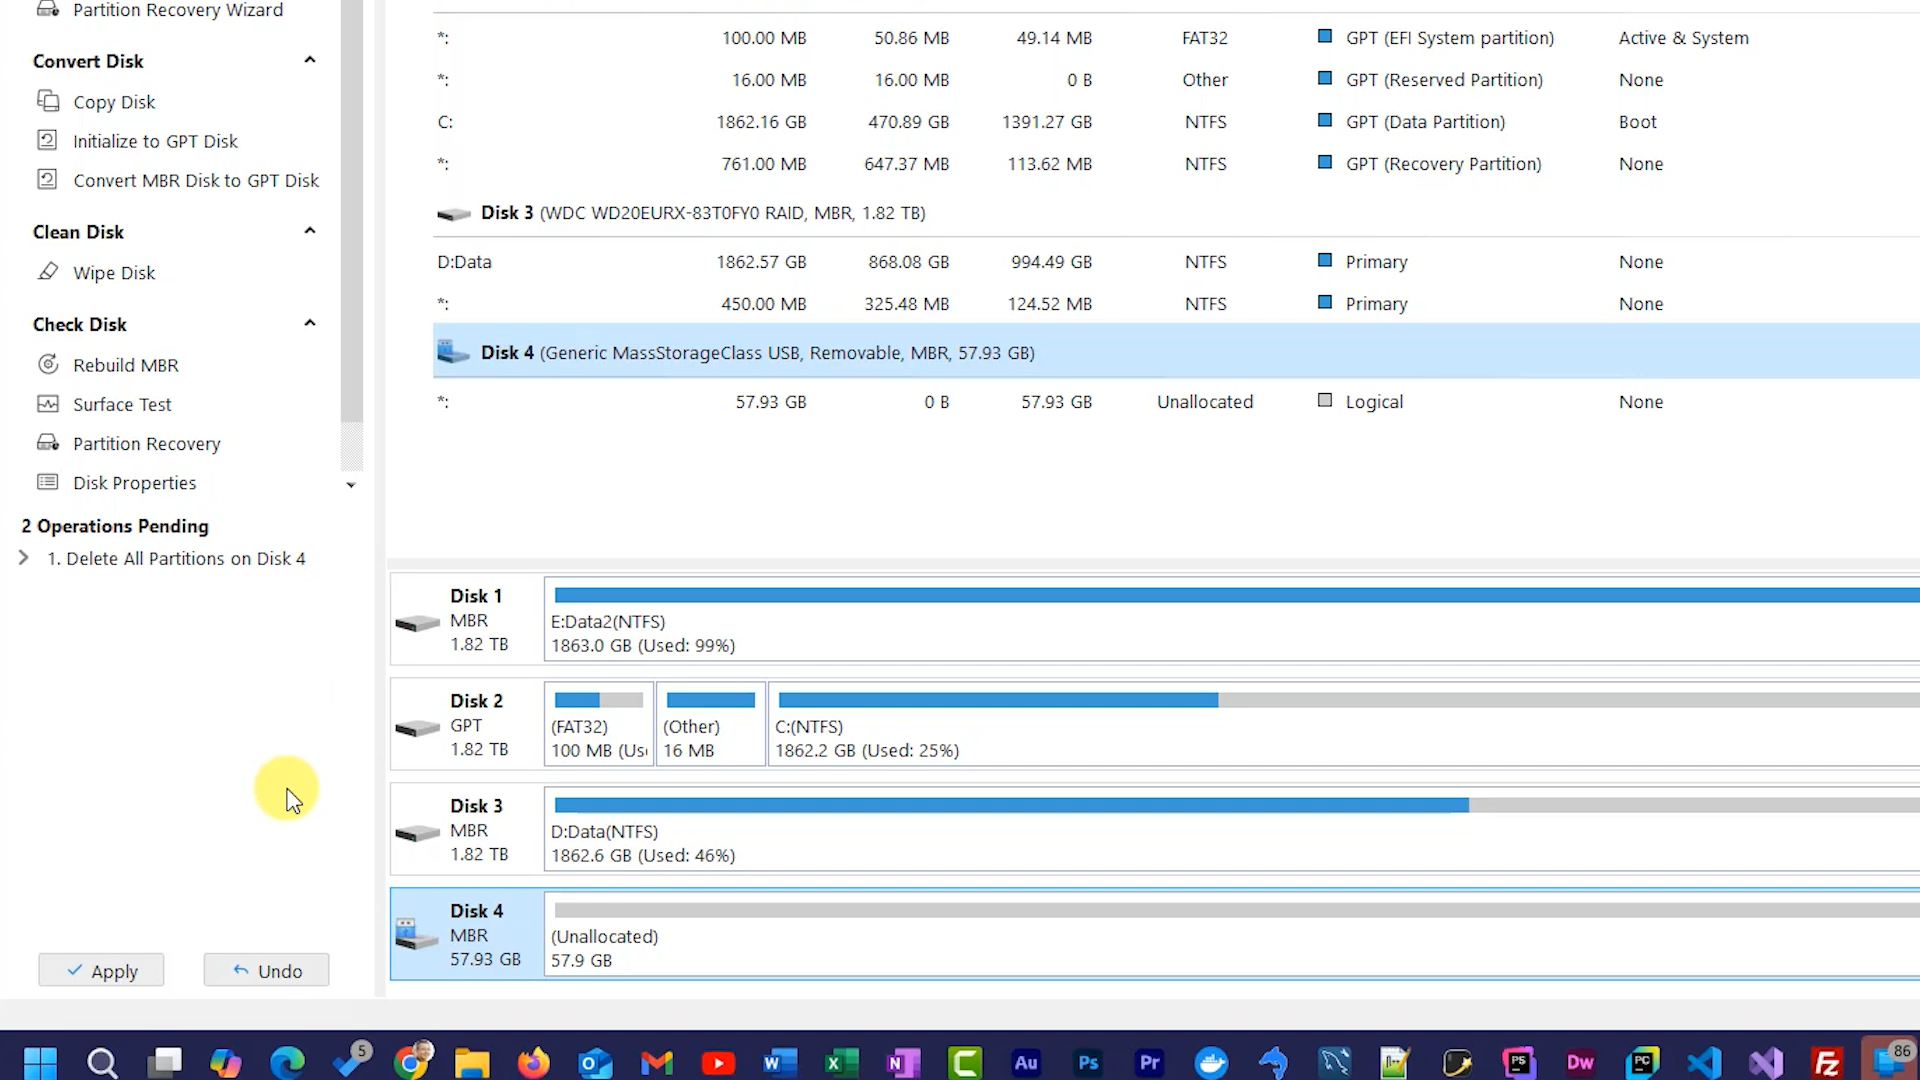 Partition Recovery Wizard
Convert Disk
Copy Disk
Initialize to GPT Disk
Convert MBR Disk to GPT Disk
Clean Disk
Wipe Disk
Check Disk
Rebuild MBR
Surface Test
Partition Recovery
Disk Properties
2 Operations Pending
1. Delete All Partitions on Disk 4
Apply
Undo
*: 100.00 MB 50.86 MB 49.14 MB FAT32 GPT (EFI System partition) Active & System
*: 16.00 MB 16.00 MB 0 B Other GPT (Reserved Partition) None
C: 1862.16 GB 470.89 GB 1391.27 GB NTFS GPT (Data Partition) Boot
*: 761.00 MB 647.37 MB 113.62 MB NTFS GPT (Recovery Partition) None
Disk 3 (WDC WD20EURX-83T0FY0 RAID, MBR, 1.82 TB)
D:Data 1862.57 GB 868.08 GB 994.49 GB NTFS Primary None
*: 450.00 MB 325.48 MB 124.52 MB NTFS Primary None
Disk 4 (Generic MassStorageClass USB, Removable, MBR, 57.93 GB)
*: 57.93 GB 0 B 57.93 GB Unallocated Logical None
Disk 1
MBR
1.82 TB
E:Data2(NTFS)
1863.0 GB (Used: 99%)
Disk 2
GPT
1.82 TB
(FAT32)
100 MB (Us
(Other)
16 MB
C:(NTFS)
1862.2 GB (Used: 25%)
Disk 3
MBR
1.82 TB
D:Data(NTFS)
1862.6 GB (Used: 46%)
Disk 4
MBR
57.93 GB
(Unallocated)
57.9 GB
5
Au
Ps
Pr
PS
Dw
PC
86